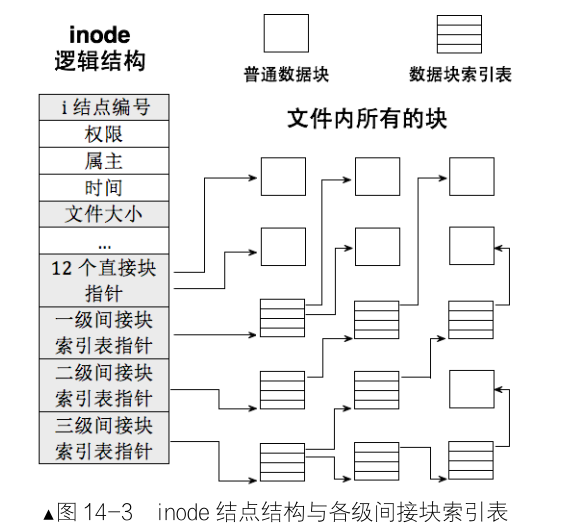 inode
逻辑结构
普通数据块
数据块索引表
文件内所有的块
i 结点编号
权限
属主
时间
文件大小
...
12 个直接块
指针
一级间接块
索引表指针
二级间接块
索引表指针
三级间接块
索引表指针
▲图 14-3 inode 结点结构与各级间接块索引表